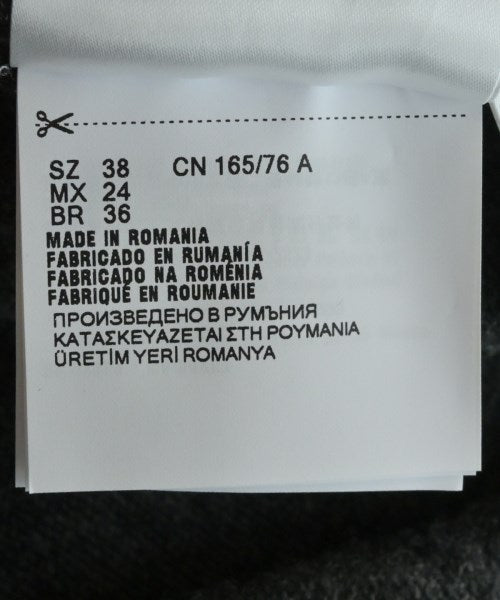 SZ 38 CN 165/76 A
MX 24
BR 36
MADE IN ROMANIA
FABRICADO EN RUMANÍA
FABRICADO NA ROMÉNIA
FABRIQUÉ EN ROUMANIE
ПРОИЗВЕДЕНО В РУМЪНИЯ
ΚΑΤΑΣΚΕΥΑΖΕΤΑΙ ΣΤΗ ΡΟΥΜΑΝΙΑ
ÜRETİM YERİ ROMANYA